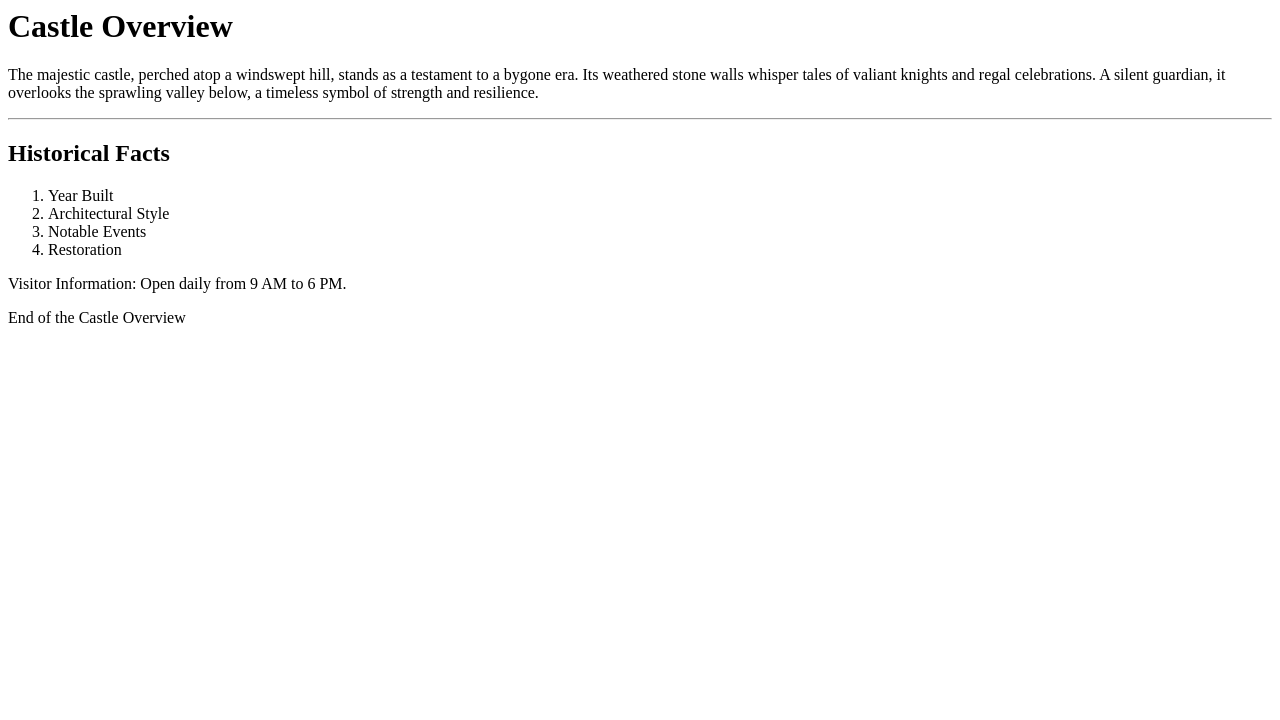 Castle Overview
The majestic castle, perched atop a windswept hill, stands as a testament to a bygone era. Its weathered stone walls whisper tales of valiant knights and regal celebrations. A silent guardian, it
overlooks the sprawling valley below, a timeless symbol of strength and resilience.
Historical Facts
1. Year Built
2. Architectural Style
3. Notable Events
4. Restoration
Visitor Information: Open daily from 9 AM to 6 PM.
End of the Castle Overview